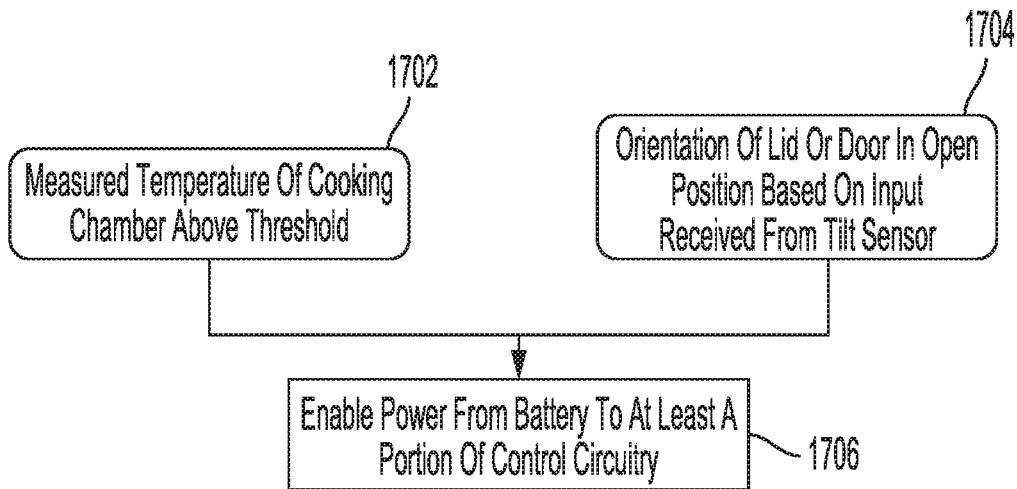 1702
Measured Temperature Of Cooking
Chamber Above Threshold
1704
Orientation Of Lid Or Door In Open
Position Based On Input
Received From Tilt Sensor
Enable Power From Battery To At Least A
Portion Of Control Circuitry
1706